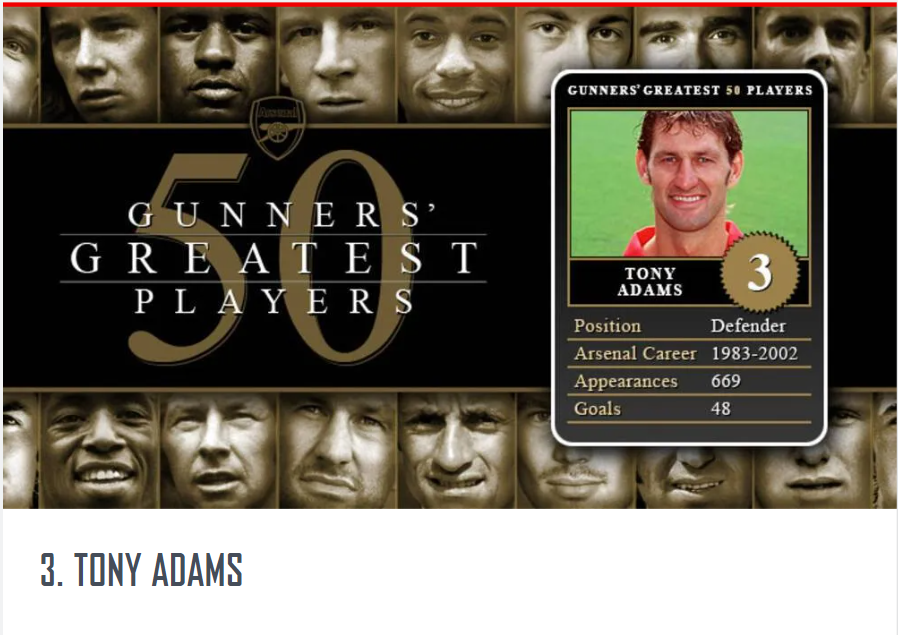 Arsenal
50
GUNNERS'
GREATEST
PLAYERS
GUNNERS' GREATEST 50 PLAYERS
TONY
ADAMS
3
Position Defender
Arsenal Career 1983-2002
Appearances 669
Goals 48
3. TONY ADAMS